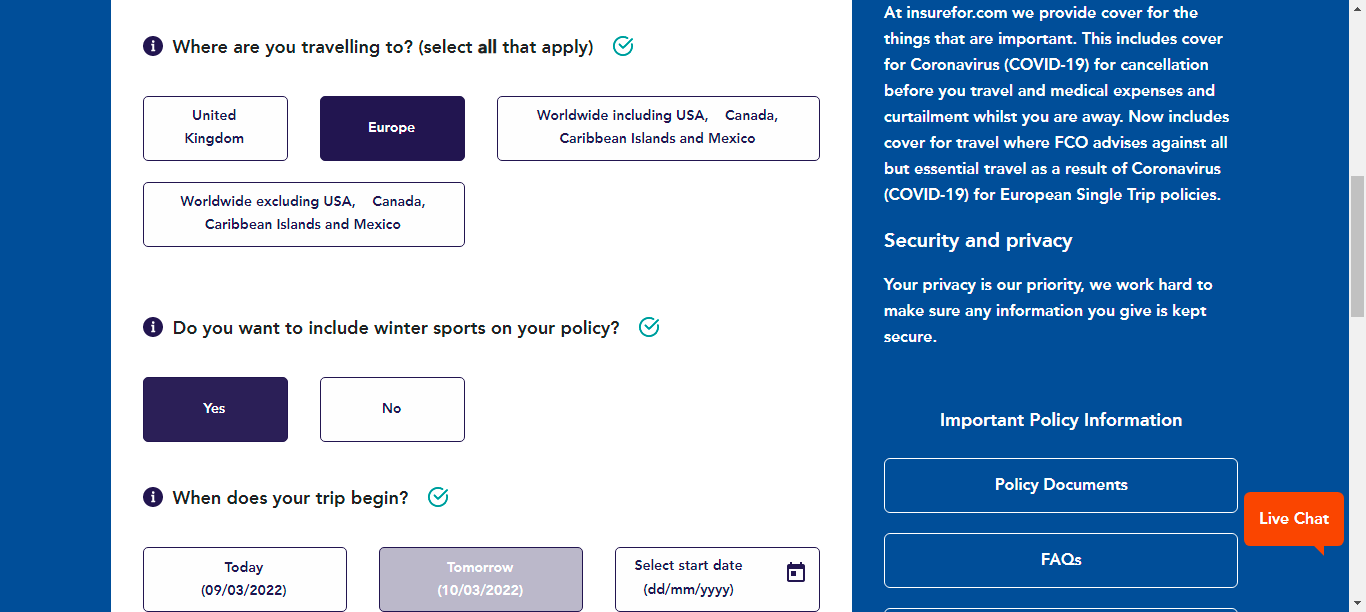 Where are you travelling to? (select all that apply)
United
Kingdom
Europe
Worldwide including USA, Canada,
Caribbean Islands and Mexico
Worldwide excluding USA, Canada,
Caribbean Islands and Mexico
Do you want to include winter sports on your policy?
Yes
No
When does your trip begin?
Today
(09/03/2022)
Tomorrow
(10/03/2022)
Select start date
(dd/mm/yyyy)
At insurefor.com we provide cover for the
things that are important. This includes cover
for Coronavirus (COVID-19) for cancellation
before you travel and medical expenses and
curtailment whilst you are away. Now includes
cover for travel where FCO advises against all
but essential travel as a result of Coronavirus
(COVID-19) for European Single Trip policies.
Security and privacy
Your privacy is our priority, we work hard to
make sure any information you give is kept
secure.
Important Policy Information
Policy Documents
FAQs
Live Chat